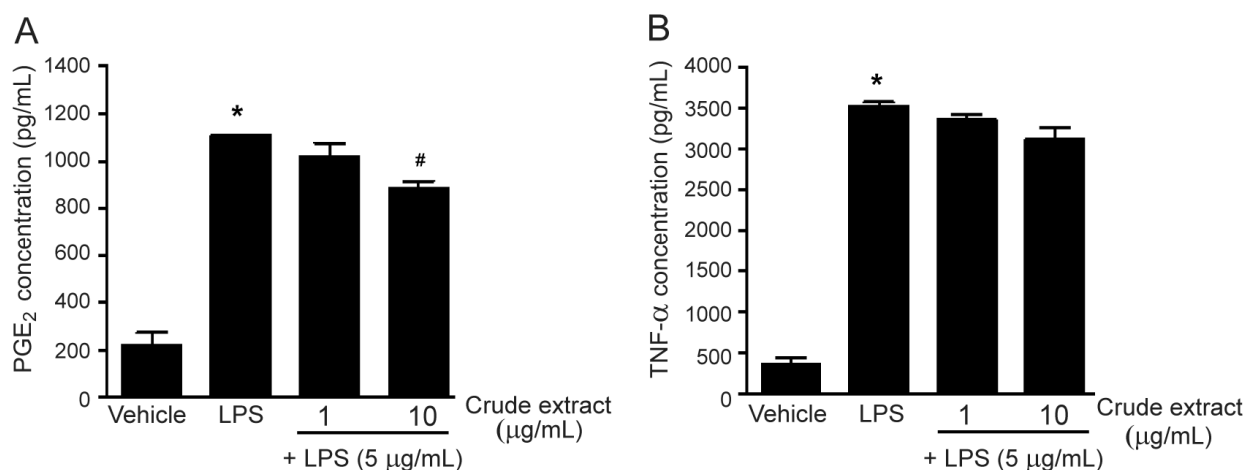 A
PGE₂ concentration (pg/mL)
1400
1200
1000
800
600
400
200
0
*
#
Vehicle LPS 1 10 Crude extract
(μg/mL)
+ LPS (5 μg/mL)
B
TNF-α concentration (pg/mL)
4000
3500
3000
2500
2000
3500
1000
500
0
*
Vehicle LPS 1 10 Crude extract
(μg/mL)
+ LPS (5 μg/mL)